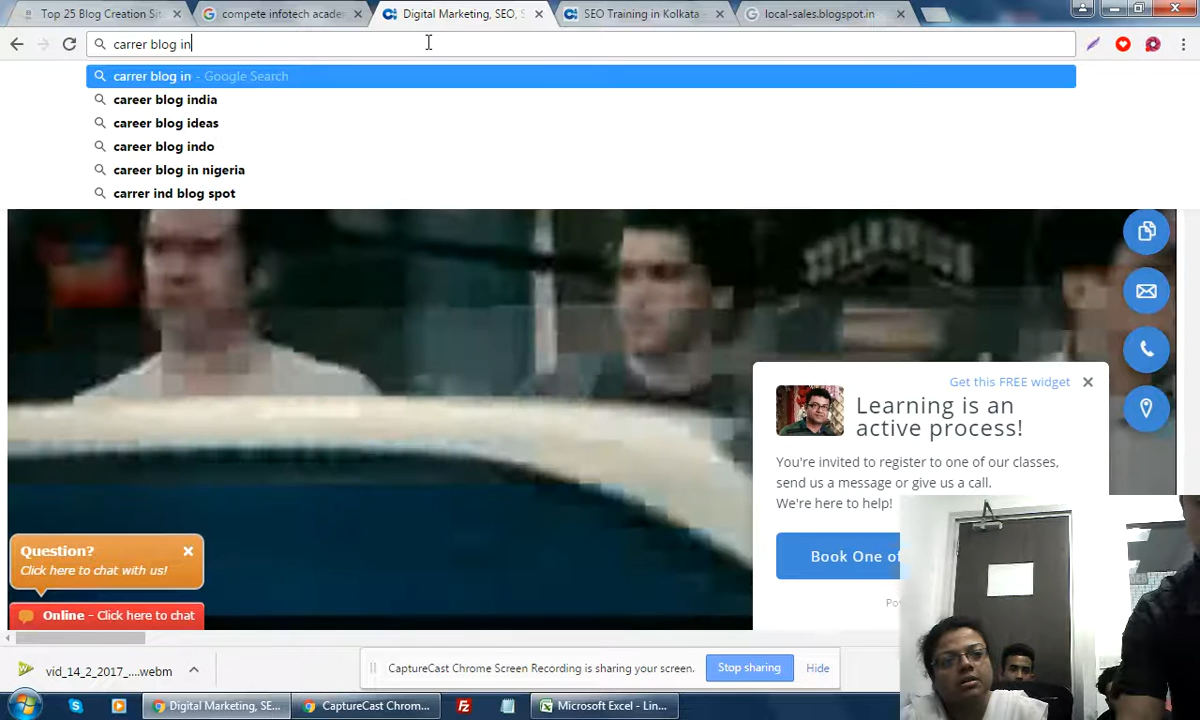 Top 25 Blog Creation Sit
compete infotech acade
Digital Marketing, SEO, S
SEO Training in Kolkata
local-sales.blogspot.in
carrer blog in
carrer blog in - Google Search
career blog india
career blog ideas
career blog indo
career blog in nigeria
carrer ind blog spot
Get this FREE widget
Learning is an
active process!
You're invited to register to one of our classes,
send us a message or give us a call.
We're here to help!
Book One of
Question?
Click here to chat with us!
Online - Click here to chat
vid_14_2_2017_....webm
CaptureCast Chrome Screen Recording is sharing your screen.
Stop sharing
Hide
Digital Marketing, SE...
CaptureCast Chrom...
Microsoft Excel - Lin...